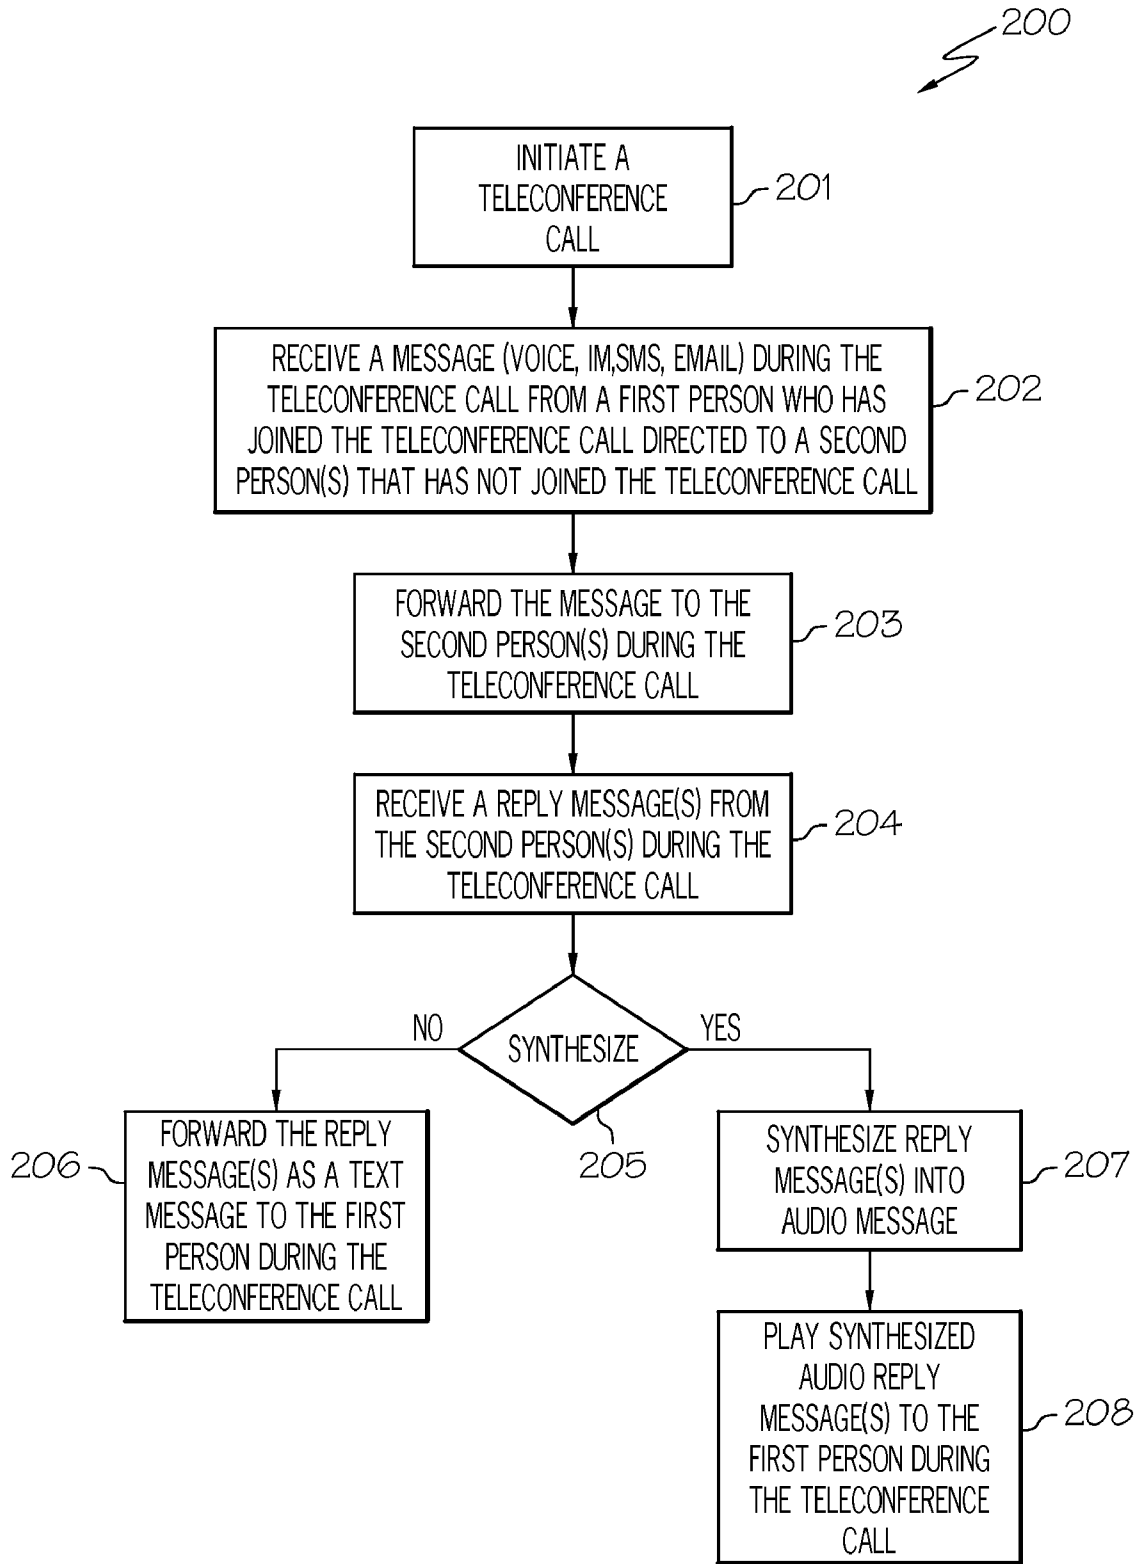 200
INITIATE A
TELECONFERENCE
CALL
201
RECEIVE A MESSAGE (VOICE, IM,SMS, EMAIL) DURING THE
TELECONFERENCE CALL FROM A FIRST PERSON WHO HAS
JOINED THE TELECONFERENCE CALL DIRECTED TO A SECOND
PERSON(S) THAT HAS NOT JOINED THE TELECONFERENCE CALL
202
FORWARD THE MESSAGE TO THE
SECOND PERSON(S) DURING THE
TELECONFERENCE CALL
203
RECEIVE A REPLY MESSAGE(S) FROM
THE SECOND PERSON(S) DURING THE
TELECONFERENCE CALL
204
NO
SYNTHESIZE
YES
205
FORWARD THE REPLY
MESSAGE(S) AS A TEXT
MESSAGE TO THE FIRST
PERSON DURING THE
TELECONFERENCE CALL
206
SYNTHESIZE REPLY
MESSAGE(S) INTO
AUDIO MESSAGE
207
PLAY SYNTHESIZED
AUDIO REPLY
MESSAGE(S) TO THE
FIRST PERSON DURING
THE TELECONFERENCE
CALL
208